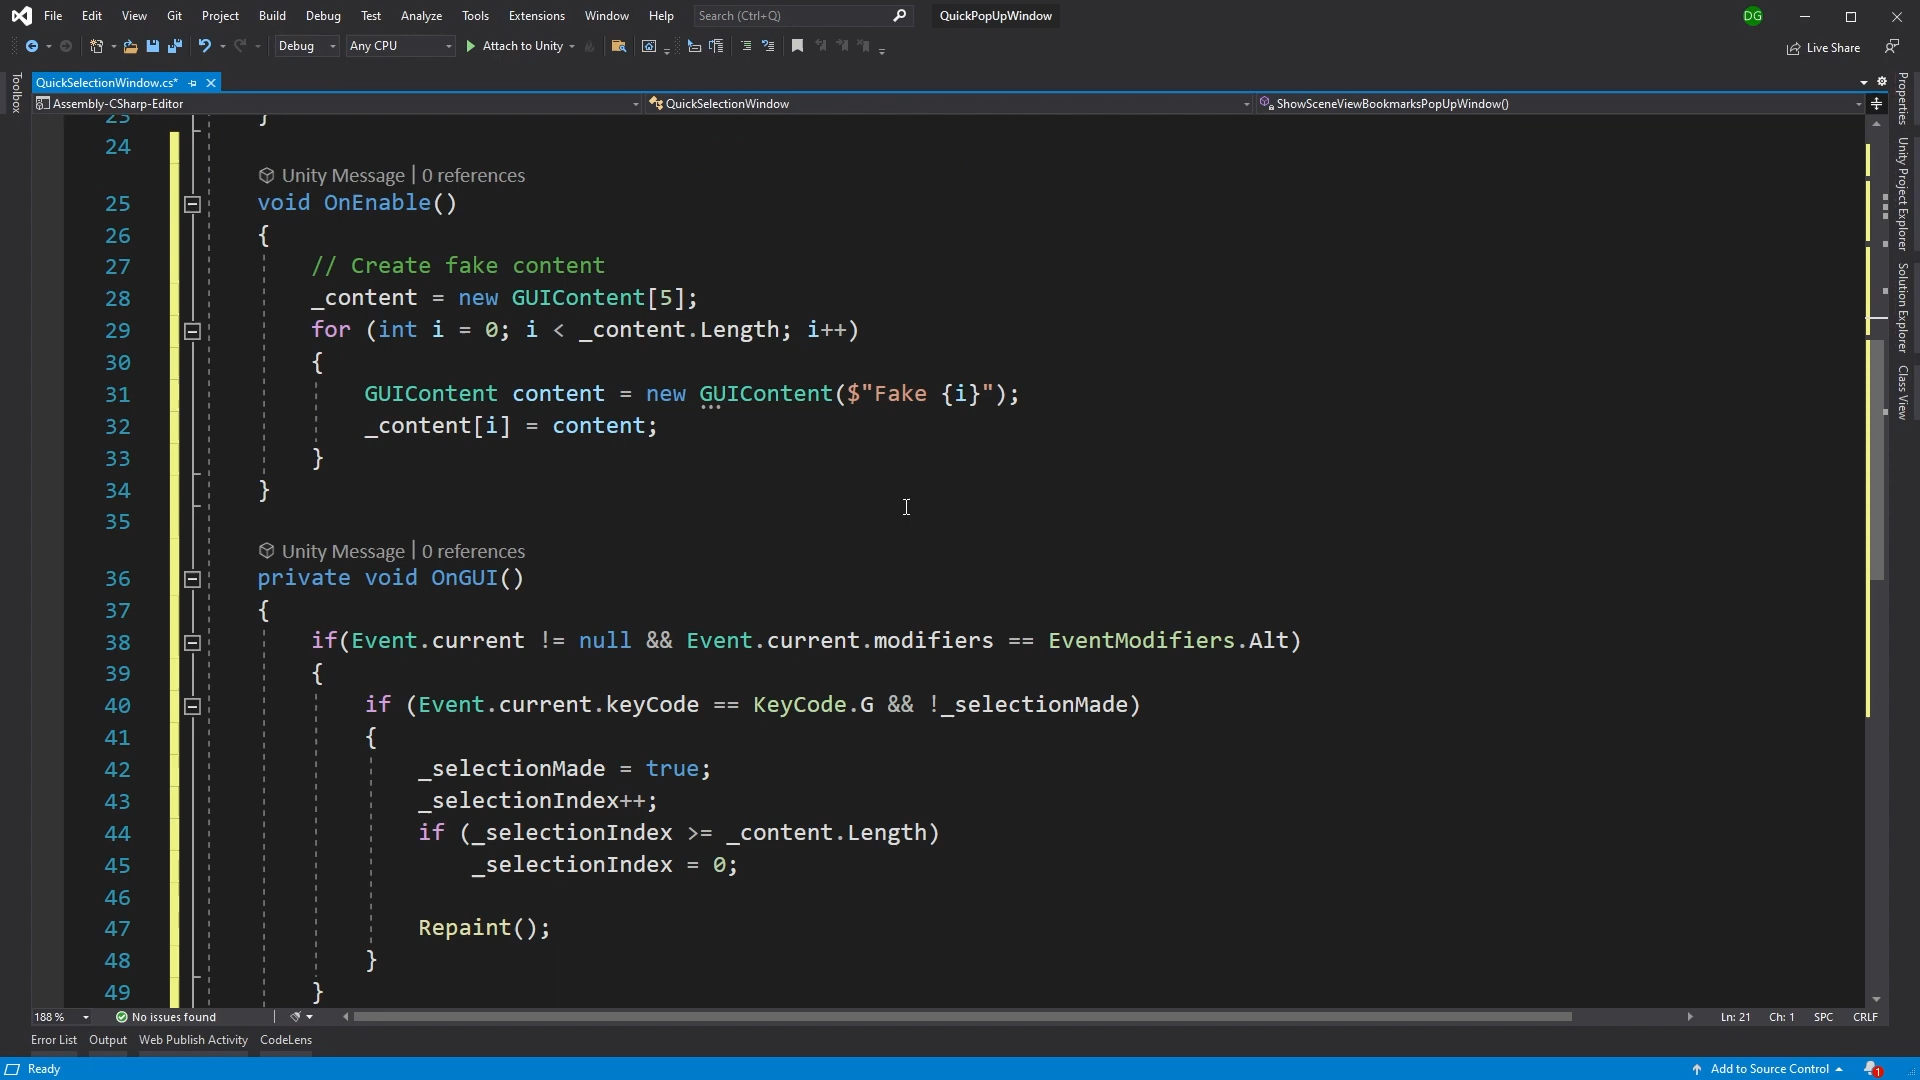 File Edit View Git Project Build Debug Test Analyze Tools Extensions Window Help Search (Ctrl+Q) QuickPopUpWindow DG
Debug Any CPU Attach to Unity Live Share
QuickSelectionWindow.cs*
Assembly-CSharp-Editor QuickSelectionWindow ShowSceneViewBookmarksPopUpWindow()
Toolbox
Properties
Unity Project Explorer
Solution Explorer
Class View
23 }
24
Unity Message | 0 references
25 void OnEnable()
26 {
27 // Create fake content
28 _content = new GUIContent[5];
29 for (int i = 0; i < _content.Length; i++)
30 {
31 GUIContent content = new GUIContent($"Fake {i}");
32 _content[i] = content;
33 }
34 }
35
Unity Message | 0 references
36 private void OnGUI()
37 {
38 if(Event.current != null && Event.current.modifiers == EventModifiers.Alt)
39 {
40 if (Event.current.keyCode == KeyCode.G && !_selectionMade)
41 {
42 _selectionMade = true;
43 _selectionIndex++;
44 if (_selectionIndex >= _content.Length)
45 _selectionIndex = 0;
46
47 Repaint();
48 }
49 }
188 % No issues found Ln: 21 Ch: 1 SPC CRLF
Error List Output Web Publish Activity CodeLens
Ready Add to Source Control 1